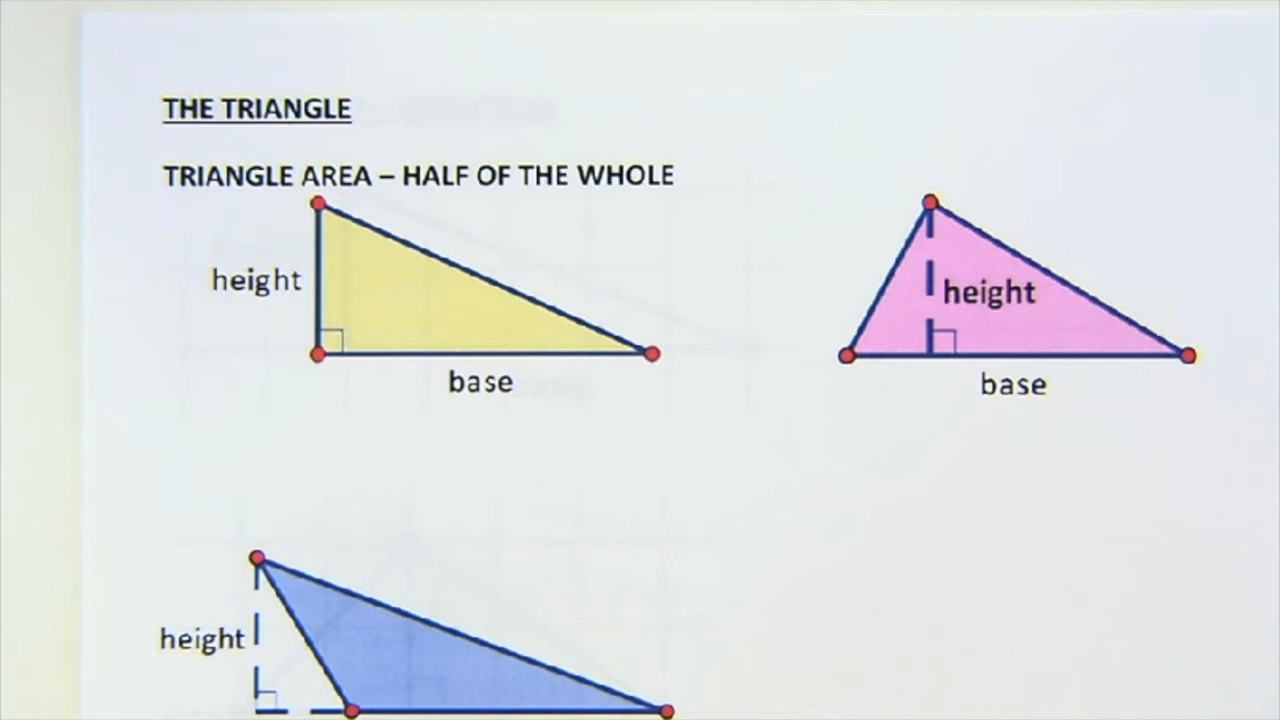 THE TRIANGLE
TRIANGLE AREA – HALF OF THE WHOLE
height
height
base
base
height